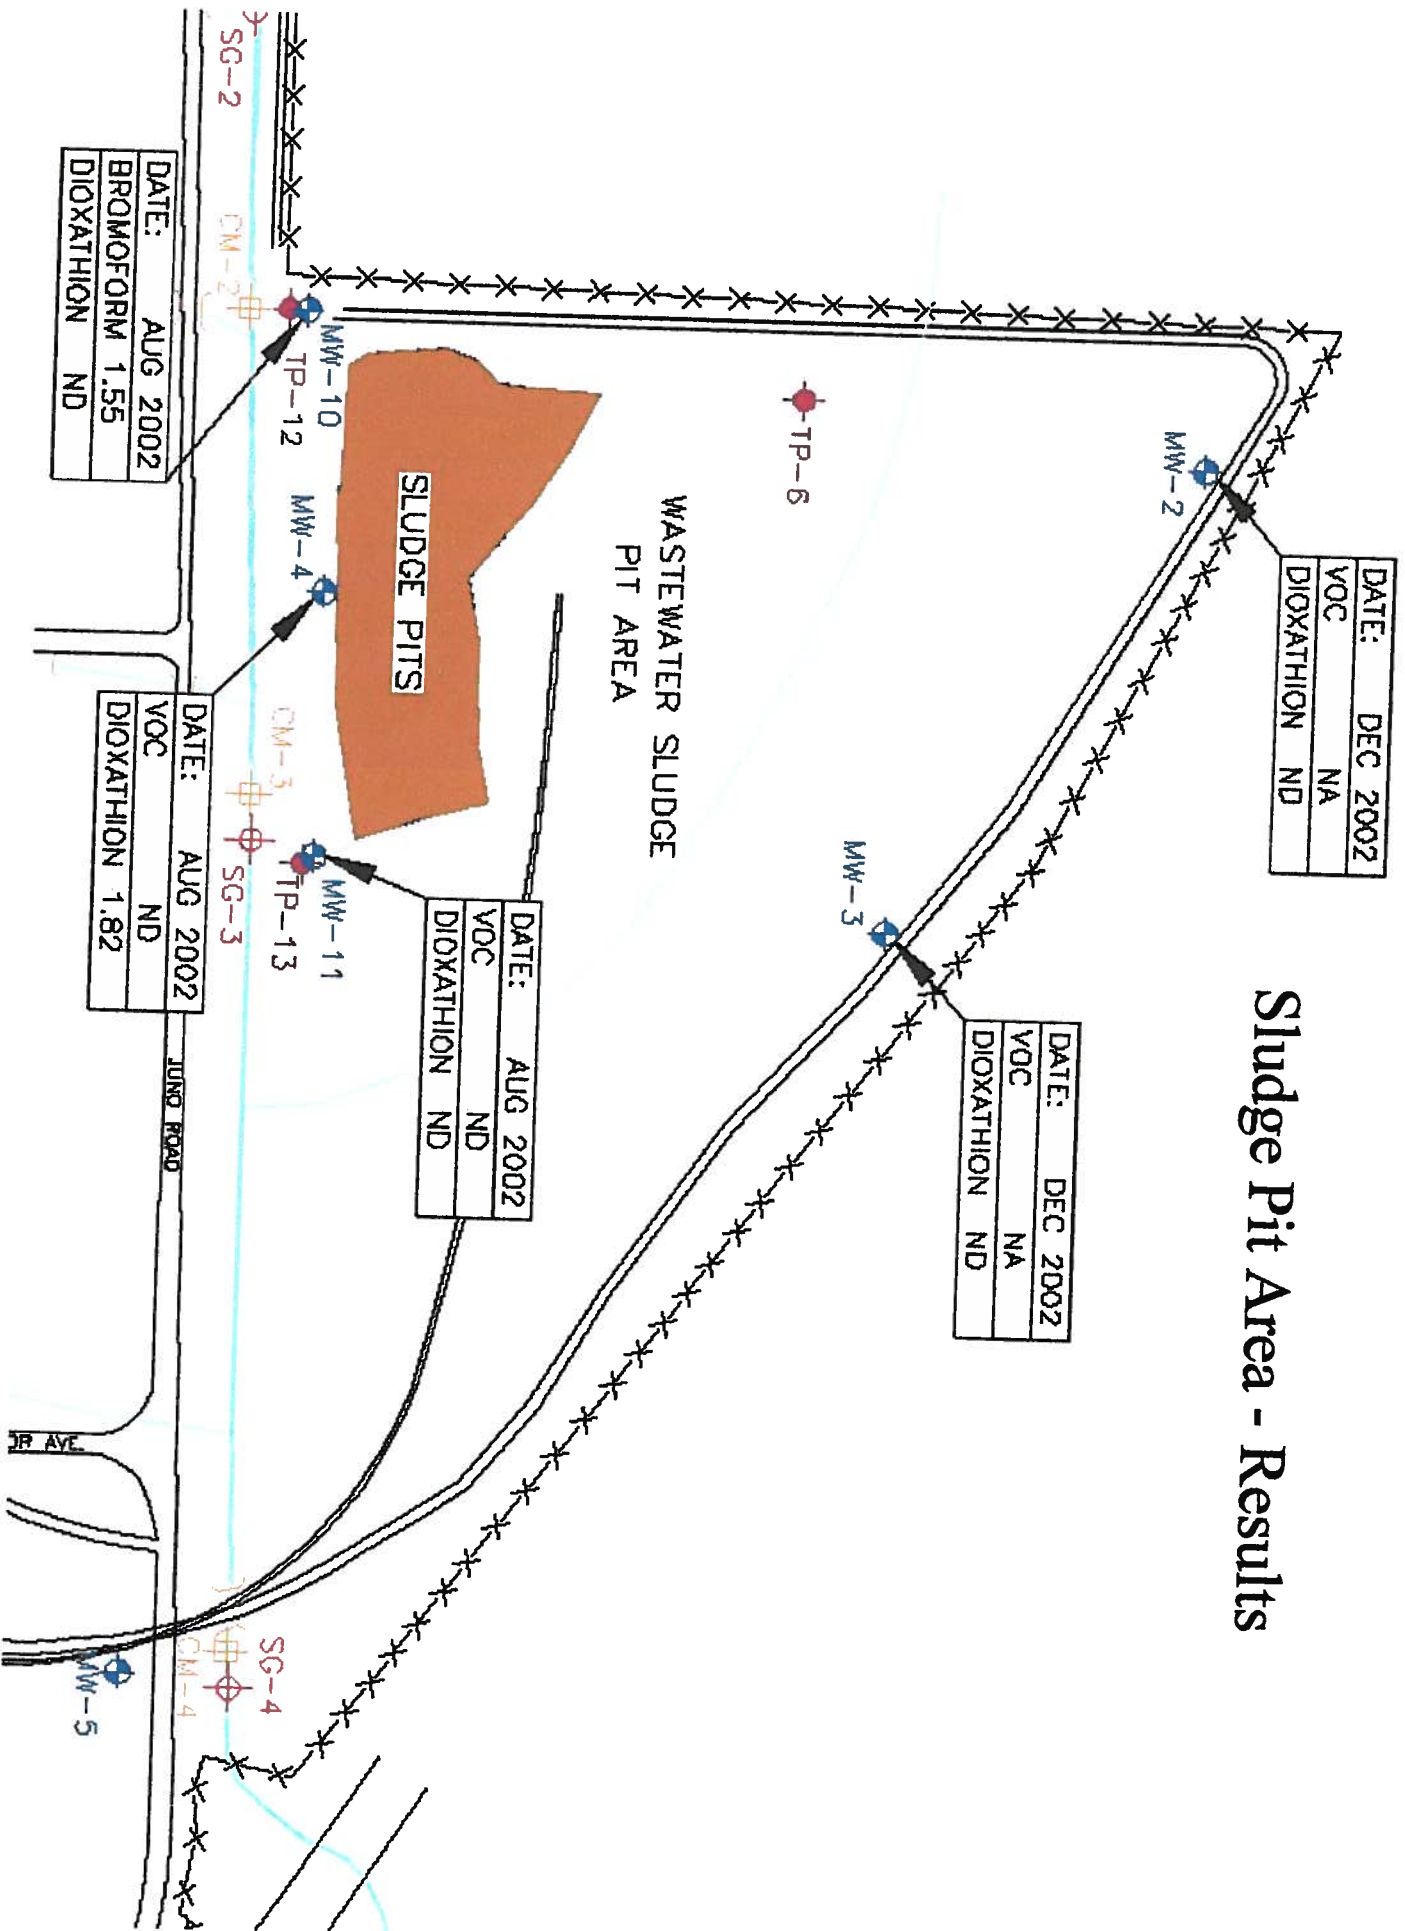 Sludge Pit Area - Results
DATE: DEC 2002
VOC NA
DIOXATHION ND
MW-2
DATE: DEC 2002
VOC NA
DIOXATHION ND
MW-3
TP-6
WASTEWATER SLUDGE
PIT AREA
DATE: AUG 2002
VOC ND
DIOXATHION ND
SLUDGE PITS
MW-10
TP-12
MW-4
MW-11
TP-13
CM-2
CM-3
SG-2
SG-3
SG-4
CM-4
DATE: AUG 2002
VOC ND
DIOXATHION 1.82
DATE: AUG 2002
BROMOFORM 1.55
DIOXATHION ND
JUNO ROAD
AVE.
MW-5